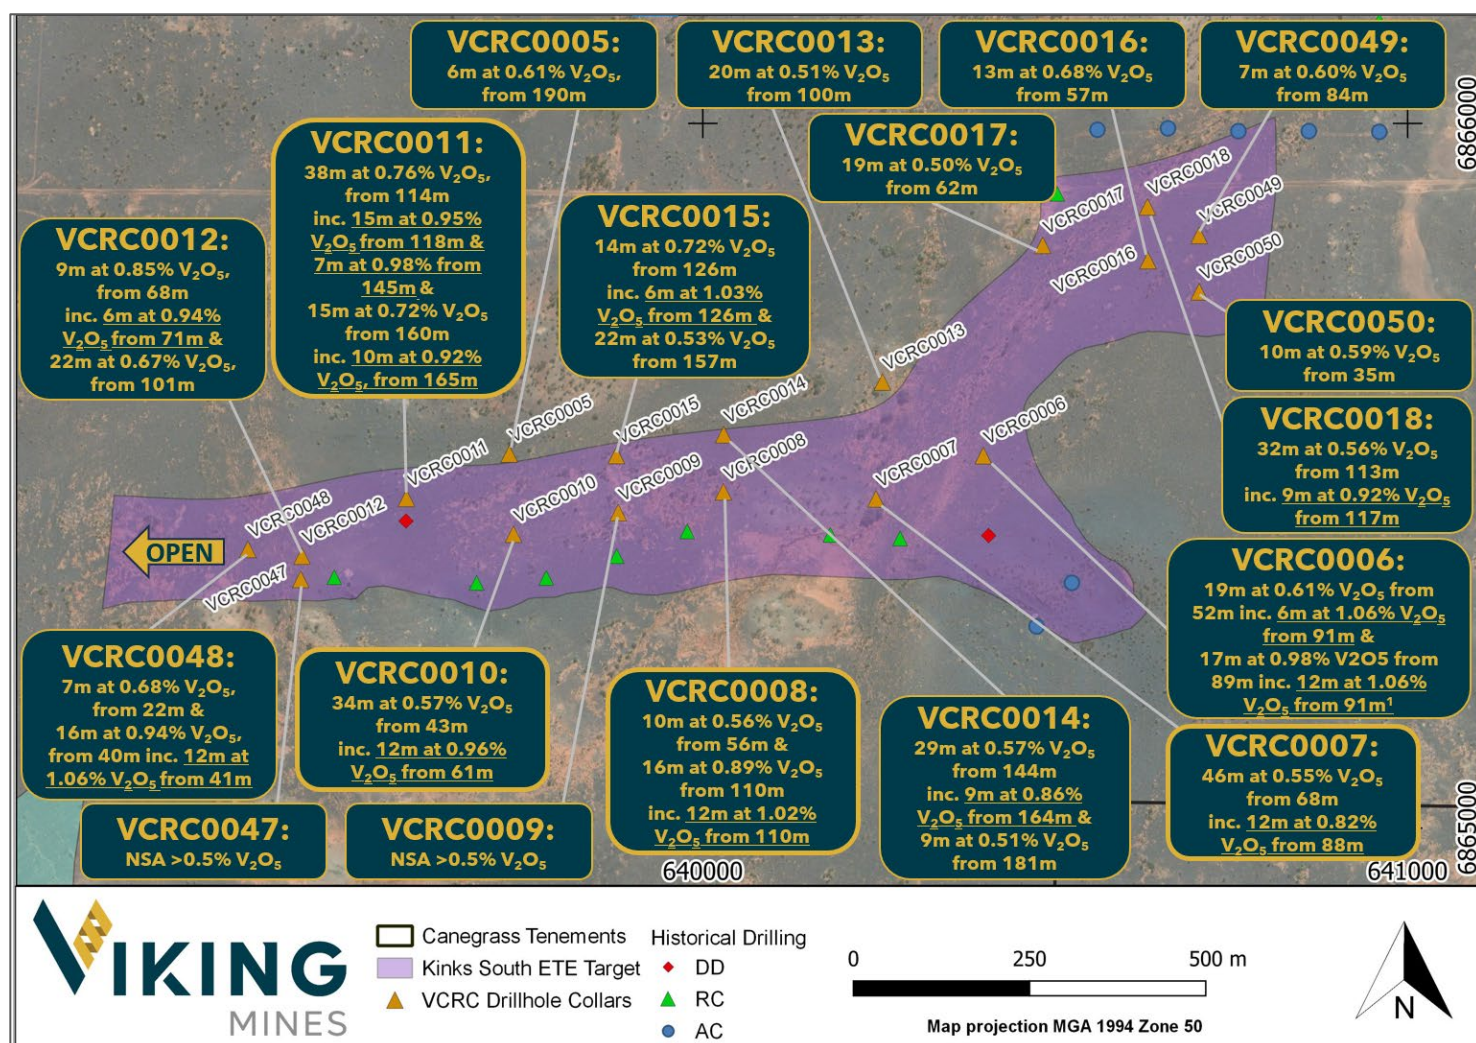 VCRC0005:
6m at 0.61% V₂O₅,
from 190m
VCRC0013:
20m at 0.51% V₂O₅
from 100m
VCRC0016:
13m at 0.68% V₂O₅
from 57m
VCRC0049:
7m at 0.60% V₂O₅
from 84m
6866000
VCRC0011:
38m at 0.76% V₂O₅,
from 114m
inc. 15m at 0.95%
V₂O₅ from 118m &
7m at 0.98% from
145m &
15m at 0.72% V₂O₅
from 160m
inc. 10m at 0.92%
V₂O₅, from 165m
VCRC0017:
19m at 0.50% V₂O₅
from 62m
VCRC0012:
9m at 0.85% V₂O₅,
from 68m
inc. 6m at 0.94%
V₂O₅ from 71m &
22m at 0.67% V₂O₅,
from 101m
VCRC0015:
14m at 0.72% V₂O₅
from 126m
inc. 6m at 1.03%
V₂O₅ from 126m &
22m at 0.53% V₂O₅
from 157m
VCRC0017
VCRC0018
VCRC0049
VCRC0016
VCRC0050
VCRC0050:
10m at 0.59% V₂O₅
from 35m
VCRC0013
VCRC0014
VCRC0006
VCRC0005
VCRC0015
VCRC0008
VCRC0007
VCRC0011
VCRC0010
VCRC0009
VCRC0048
VCRC0012
VCRC0047
OPEN
VCRC0018:
32m at 0.56% V₂O₅
from 113m
inc. 9m at 0.92% V₂O₅
from 117m
VCRC0006:
19m at 0.61% V₂O₅ from
52m inc. 6m at 1.06% V₂O₅
from 91m &
17m at 0.98% V2O5 from
89m inc. 12m at 1.06%
V₂O₅ from 91m¹
VCRC0048:
7m at 0.68% V₂O₅,
from 22m &
16m at 0.94% V₂O₅,
from 40m inc. 12m at
1.06% V₂O₅ from 41m
VCRC0010:
34m at 0.57% V₂O₅
from 43m
inc. 12m at 0.96%
V₂O₅ from 61m
VCRC0008:
10m at 0.56% V₂O₅
from 56m &
16m at 0.89% V₂O₅
from 110m
inc. 12m at 1.02%
V₂O₅ from 110m
VCRC0014:
29m at 0.57% V₂O₅
from 144m
inc. 9m at 0.86%
V₂O₅ from 164m &
9m at 0.51% V₂O₅
from 181m
VCRC0007:
46m at 0.55% V₂O₅
from 68m
inc. 12m at 0.82%
V₂O₅ from 88m
VCRC0047:
NSA >0.5% V₂O₅
VCRC0009:
NSA >0.5% V₂O₅
6865000
640000
641000
VIKING
MINES
Canegrass Tenements
Kinks South ETE Target
VCRC Drillhole Collars
Historical Drilling
DD
RC
AC
0 250 500 m
Map projection MGA 1994 Zone 50
N